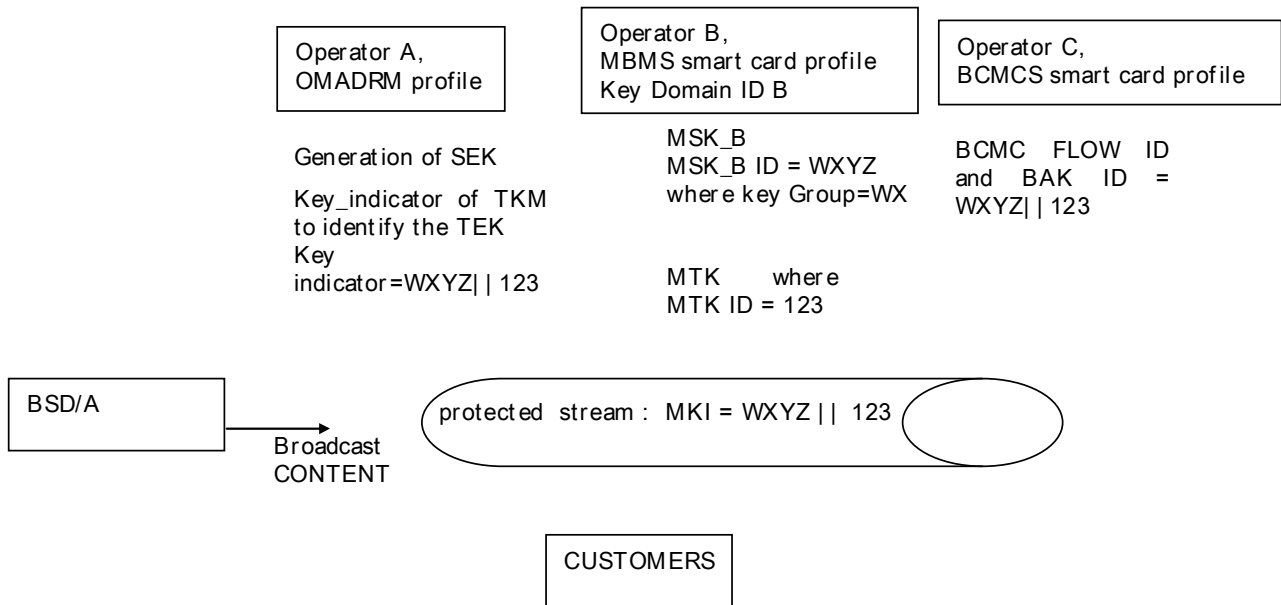 Operator A,
OMADRM profile
Operator B,
MBMS smart card profile
Key Domain ID B
Operator C,
BCMCS smart card profile
Generation of SEK
Key_indicator of TKM
to identify the TEK
Key
indicator=WXYZ||123
MSK_B
MSK_B ID = WXYZ
where key Group=WX
MTK where
MTK ID = 123
BCMC FLOW ID
and BAK ID =
WXYZ||123
BSD/A
Broadcast
CONTENT
protected stream: MKI = WXYZ || 123
CUSTOMERS